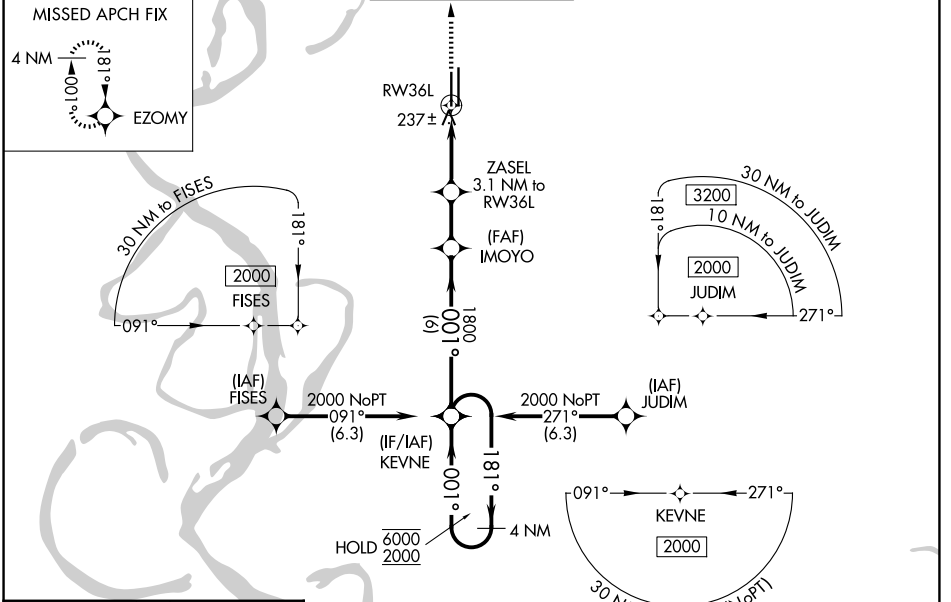 MISSED APCH FIX
4 NM
181°
001°
EZOMY
RW36L
237±
ZASEL
3.1 NM to
RW36L
(FAF)
IMOYO
30 NM to FISES
181°
2000
FISES
091°
30 NM to JUDIM
3200
10 NM to JUDIM
181°
2000
JUDIM
271°
1800
001°
(6)
(IAF)
FISES
2000 NoPT
091°
(6.3)
(IF/IAF)
KEVNE
2000 NoPT
271°
(6.3)
(IAF)
JUDIM
001°
181°
HOLD 6000
2000
4 NM
091°
271°
KEVNE
2000
30 N
oPT)